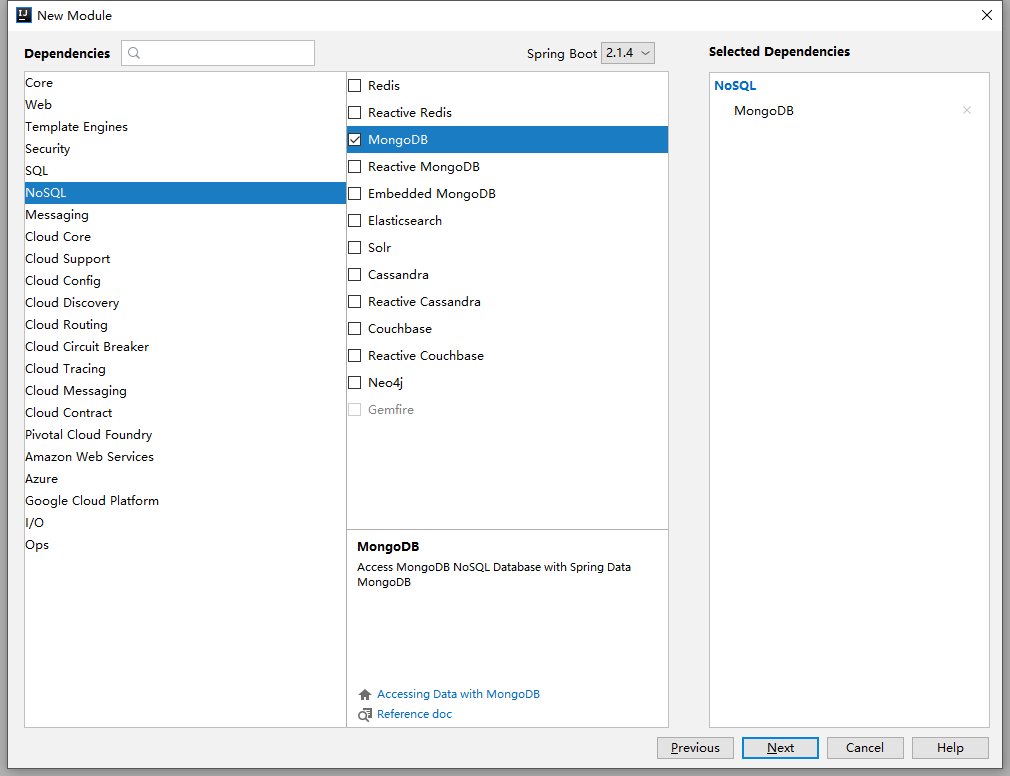 New Module
Dependencies
Spring Boot 2.1.4
Selected Dependencies
Core
Web
Template Engines
Security
SQL
NoSQL
Messaging
Cloud Core
Cloud Support
Cloud Config
Cloud Discovery
Cloud Routing
Cloud Circuit Breaker
Cloud Tracing
Cloud Messaging
Cloud Contract
Pivotal Cloud Foundry
Amazon Web Services
Azure
Google Cloud Platform
I/O
Ops
Redis
Reactive Redis
MongoDB
Reactive MongoDB
Embedded MongoDB
Elasticsearch
Solr
Cassandra
Reactive Cassandra
Couchbase
Reactive Couchbase
Neo4j
Gemfire
MongoDB
Access MongoDB NoSQL Database with Spring Data
MongoDB
Accessing Data with MongoDB
Reference doc
NoSQL
MongoDB
Previous
Next
Cancel
Help